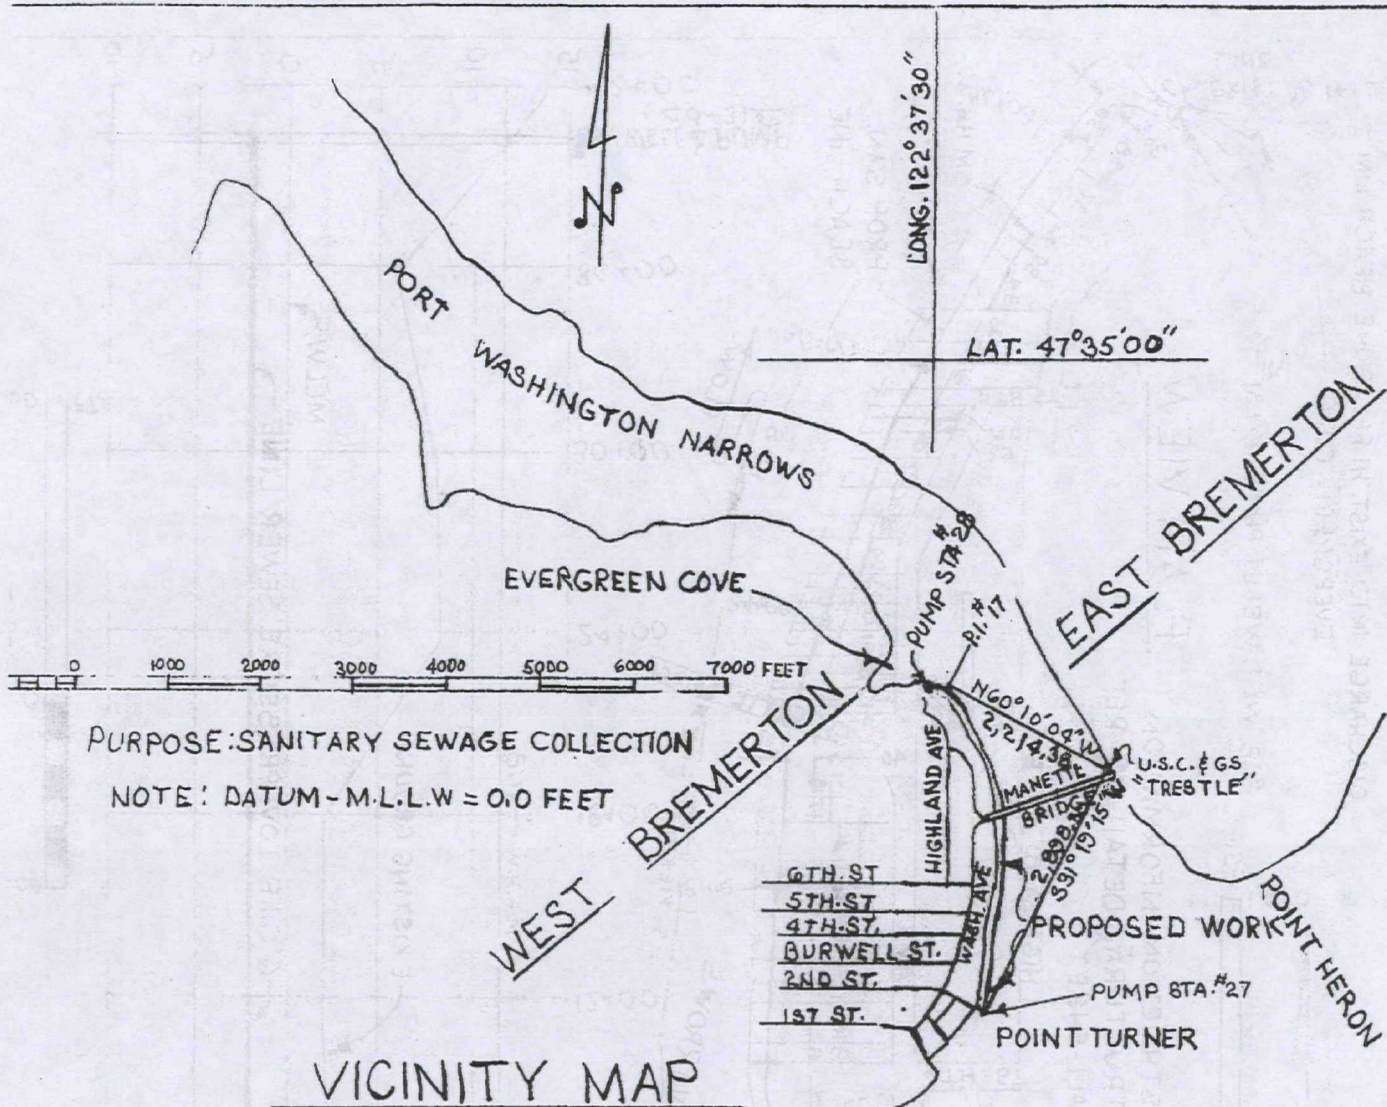 N
LONG. 122° 37' 30"
LAT. 47° 35' 00"
PORT
WASHINGTON NARROWS
EAST BREMERTON
EVERGREEN COVE
PUMP STA #28
P.I. #17
0 1000 2000 3000 4000 5000 6000 7000 FEET
PURPOSE: SANITARY SEWAGE COLLECTION
NOTE: DATUM - M.L.L.W = 0.0 FEET
WEST BREMERTON
N60° 10' 04" W
2,214.38
U.S.C. & GS
"TRESTLE"
MANETTE
BRIDGE
HIGHLAND AVE
WASH AVE
6TH. ST
5TH. ST
4TH. ST.
BURWELL ST.
2ND ST.
1ST ST.
PROPOSED WORK
POINT HERON
PUMP STA. #27
POINT TURNER
VICINITY MAP